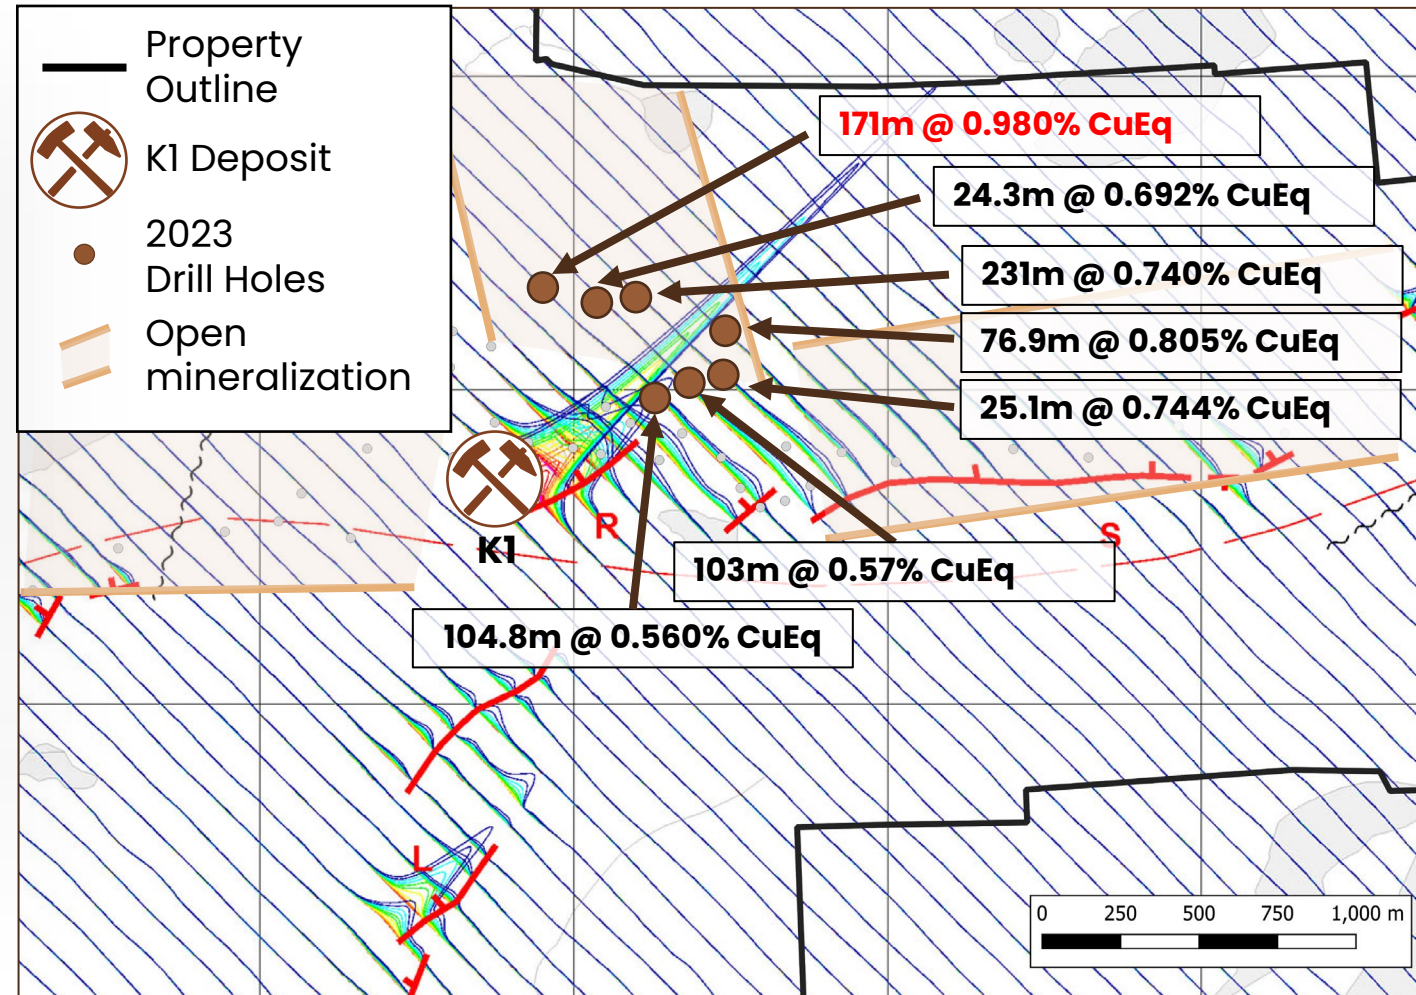 Property
Outline
K1 Deposit
2023
Drill Holes
Open
mineralization
171m @ 0.980% CuEq
24.3m @ 0.692% CuEq
231m @ 0.740% CuEq
76.9m @ 0.805% CuEq
25.1m @ 0.744% CuEq
K1
R
S
103m @ 0.57% CuEq
104.8m @ 0.560% CuEq
L
0 250 500 750 1,000 m